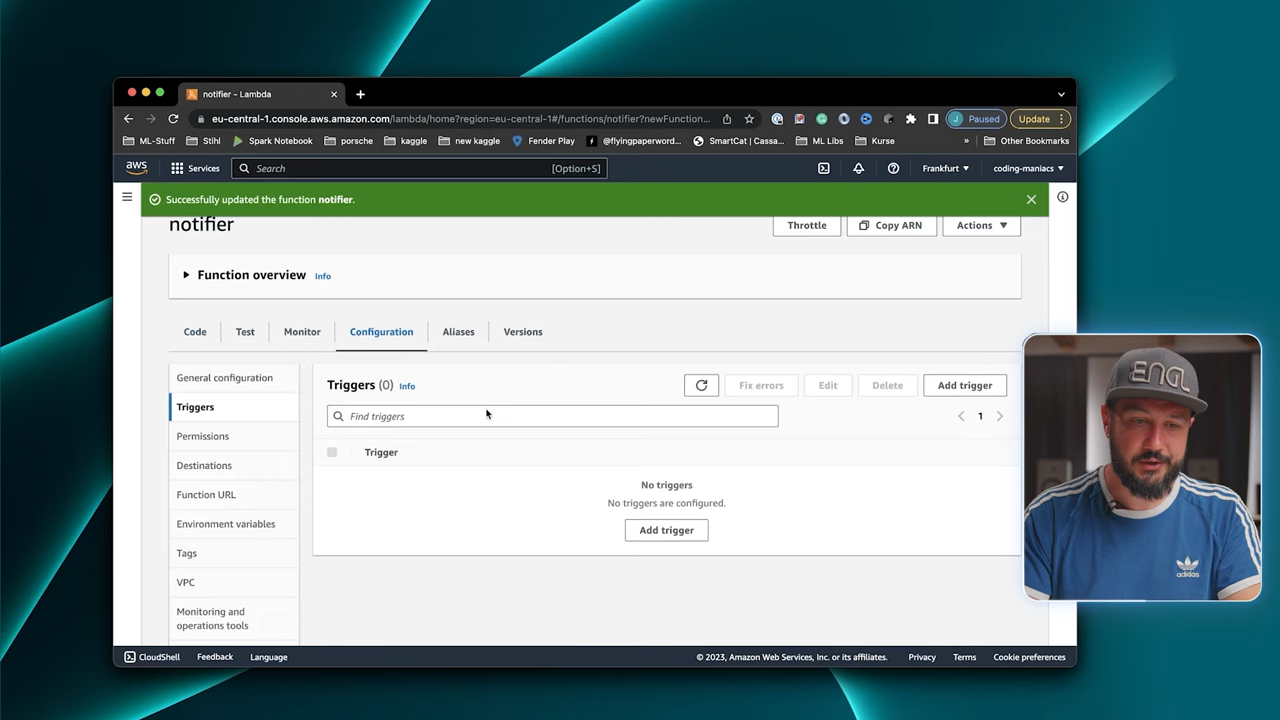 notifier - Lambda
eu-central-1.console.aws.amazon.com/lambda/home?region=eu-central-1#/functions/notifier?newFunction...
Paused
Update
ML-Stuff
Stihl
Spark Notebook
porsche
kaggle
new kaggle
Fender Play
@flyingpaperword...
SmartCat | Cassa...
ML Libs
Kurse
»
Other Bookmarks
aws
Services
Search
[Option+S]
Frankfurt
coding-maniacs
Successfully updated the function notifier.
notifier
Throttle
Copy ARN
Actions
Function overview Info
Code
Test
Monitor
Configuration
Aliases
Versions
General configuration
Triggers
Permissions
Destinations
Function URL
Environment variables
Tags
VPC
Monitoring and
operations tools
Triggers (0) Info
Fix errors
Edit
Delete
Add trigger
Find triggers
1
Trigger
No triggers
No triggers are configured.
Add trigger
ENGL
adidas
CloudShell
Feedback
Language
© 2023, Amazon Web Services, Inc. or its affiliates.
Privacy
Terms
Cookie preferences